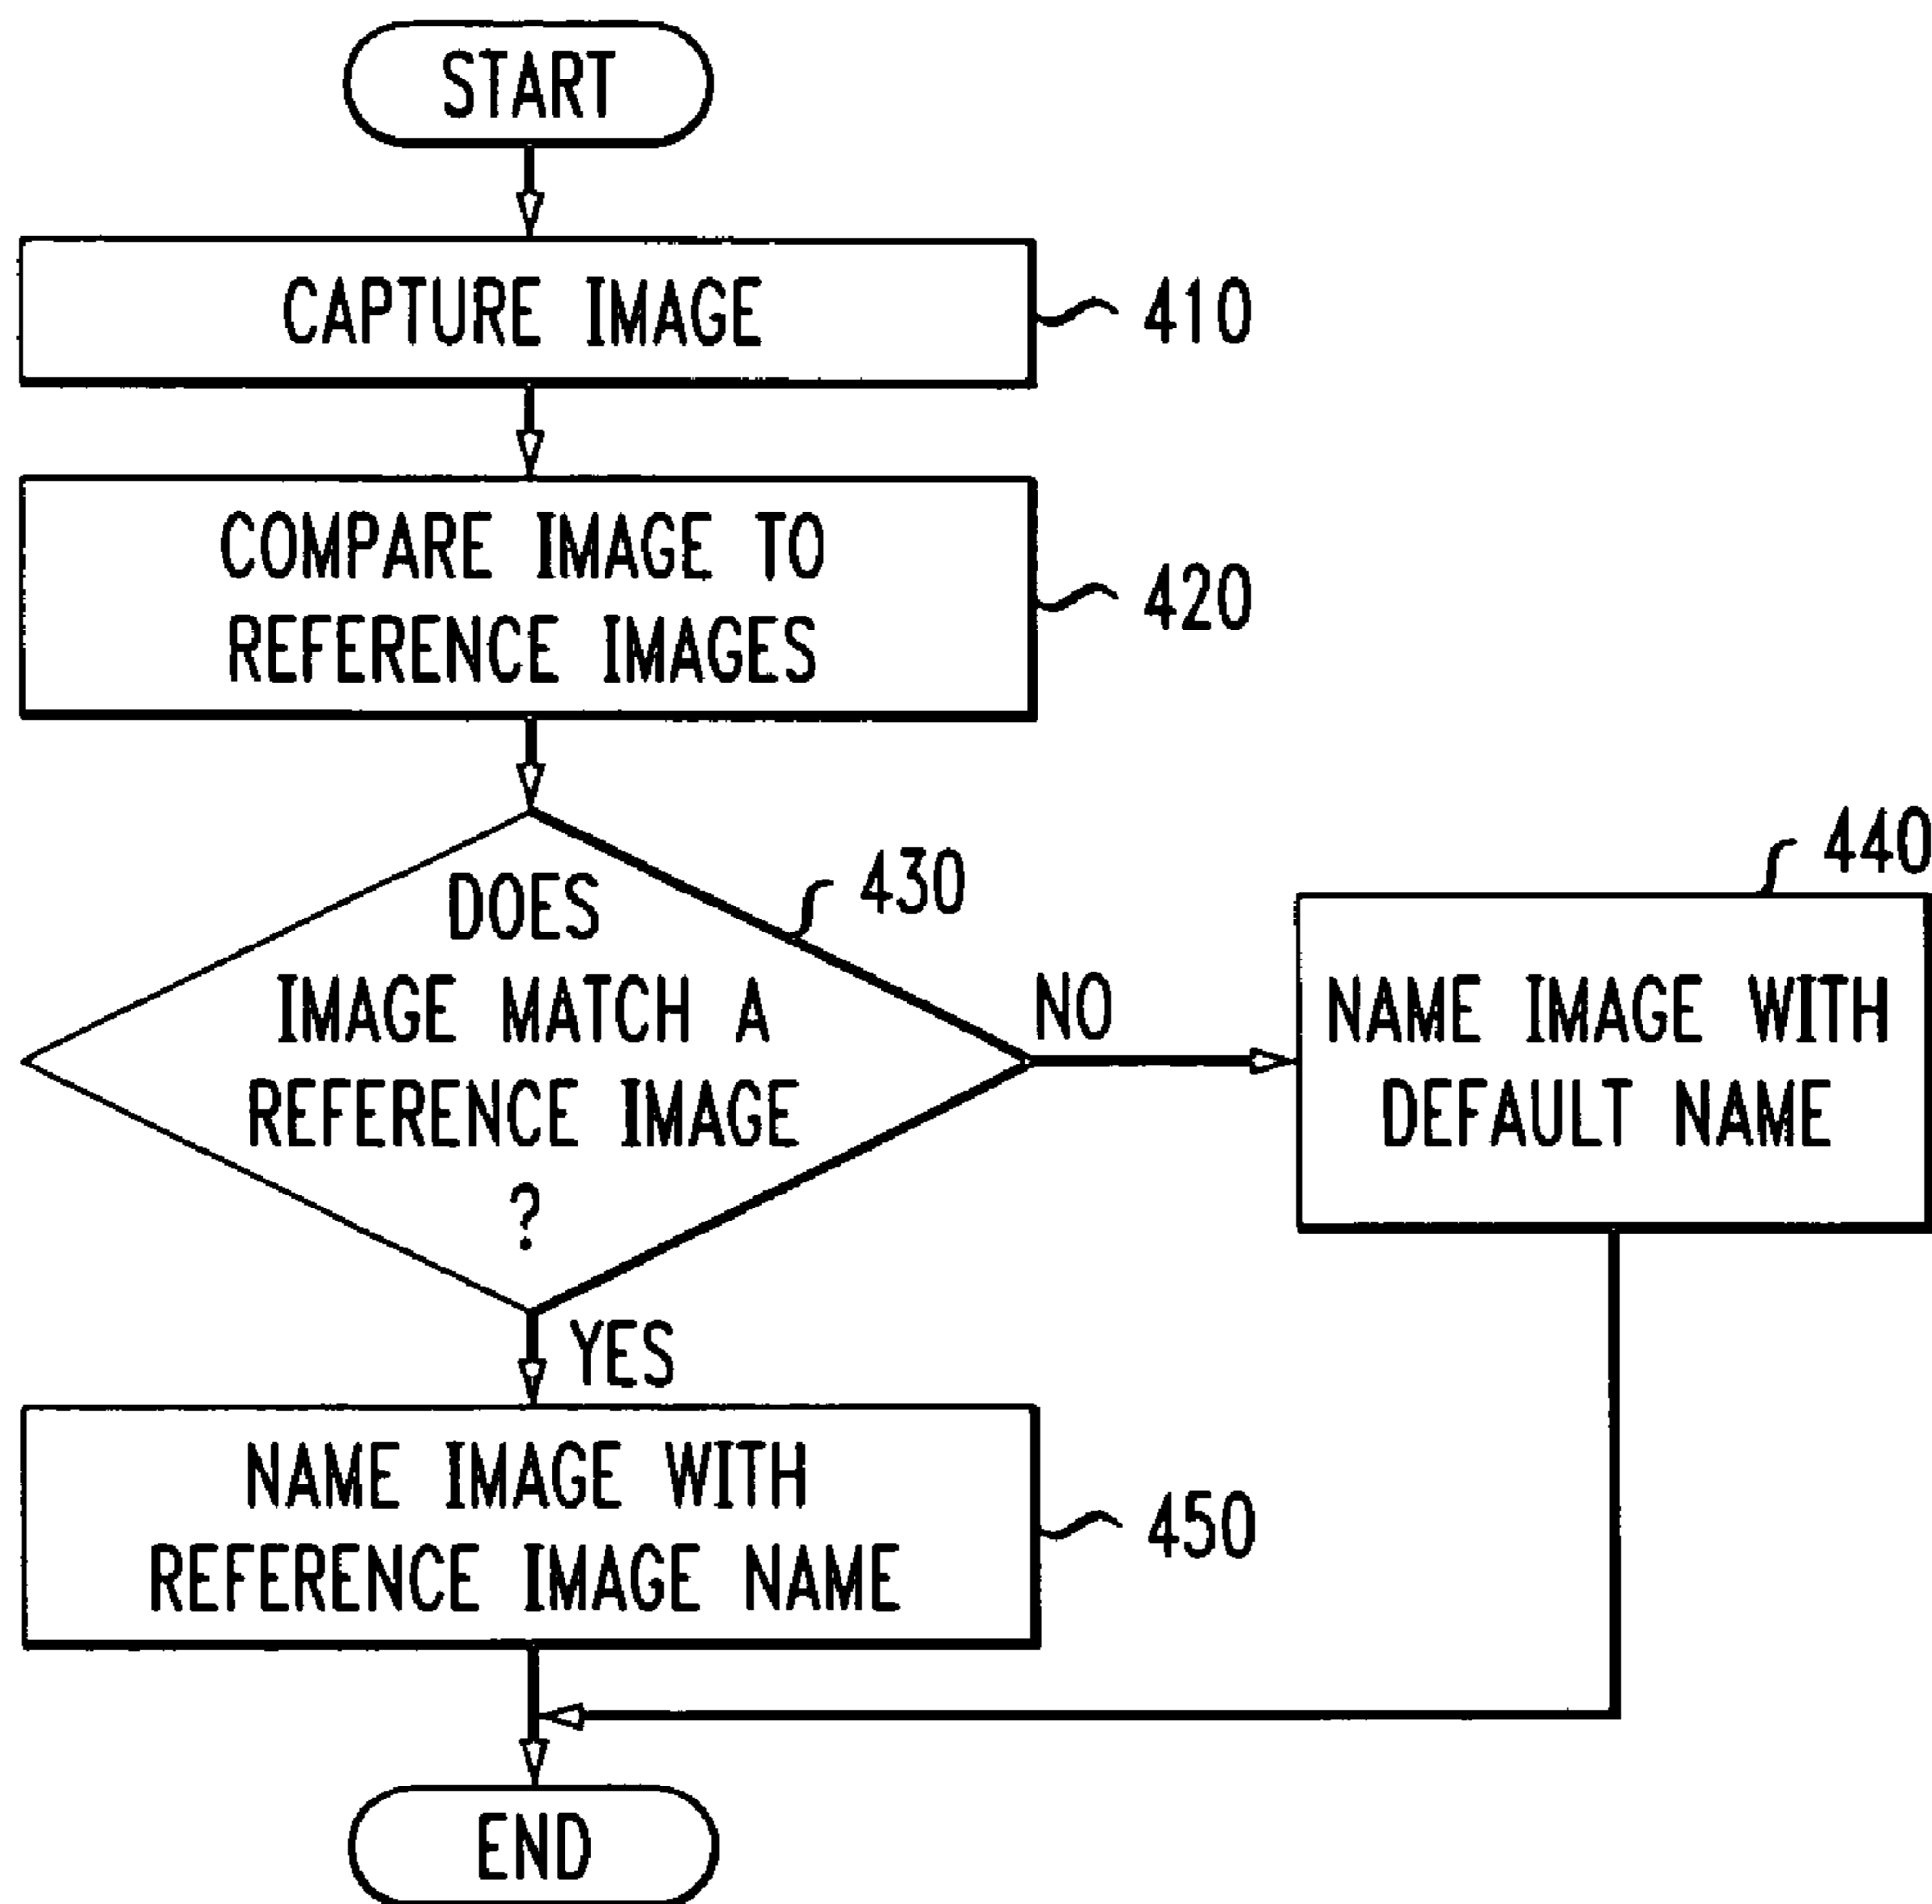 START
CAPTURE IMAGE
410
COMPARE IMAGE TO
REFERENCE IMAGES
420
DOES
IMAGE MATCH A
REFERENCE IMAGE
?
430
NO
440
NAME IMAGE WITH
DEFAULT NAME
YES
NAME IMAGE WITH
REFERENCE IMAGE NAME
450
END